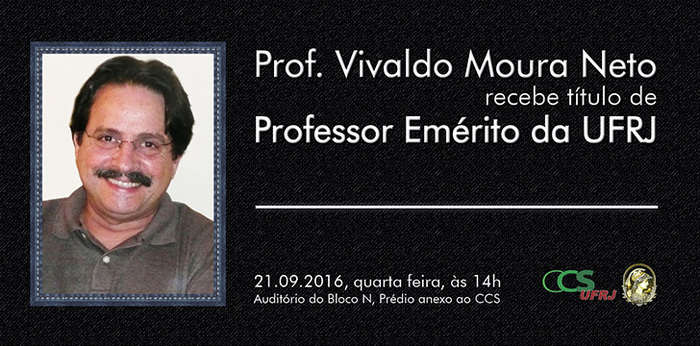 Prof. Vivaldo Moura Neto
recebe título de
Professor Emérito da UFRJ
21.09.2016, quarta feira, às 14h
Auditório do Bloco N, Prédio anexo ao CCS
CCS
UFRJ